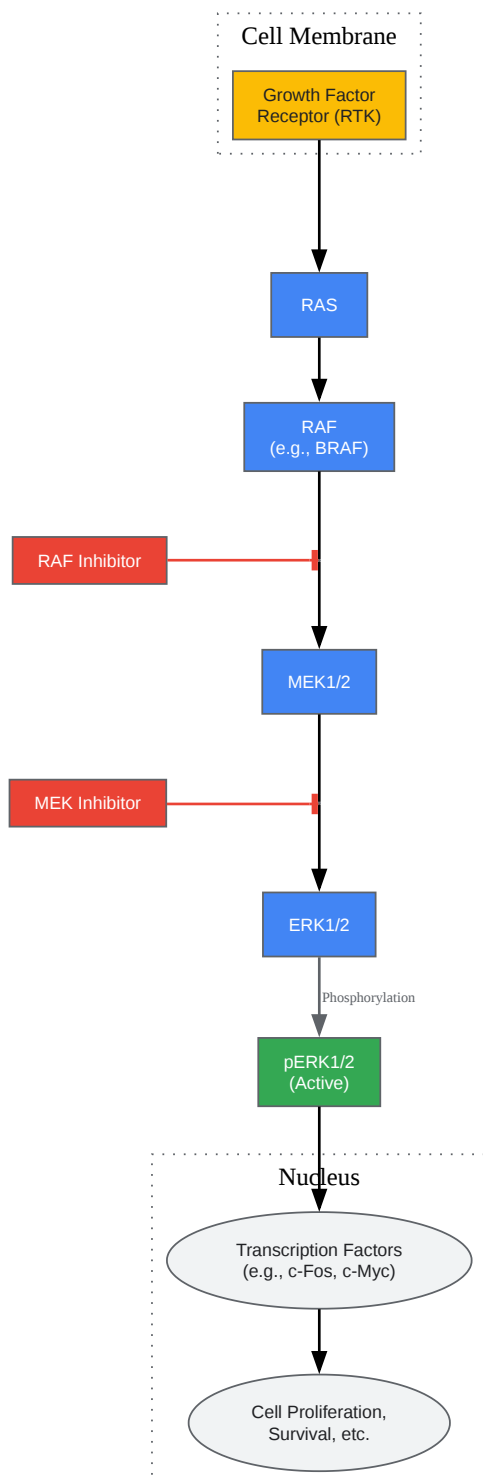 Cell Membrane
Growth Factor
Receptor (RTK)
RAS
RAF
(e.g., BRAF)
RAF Inhibitor
MEK1/2
MEK Inhibitor
ERK1/2
Phosphorylation
pERK1/2
(Active)
Nucleus
Transcription Factors
(e.g., c-Fos, c-Myc)
Cell Proliferation,
Survival, etc.